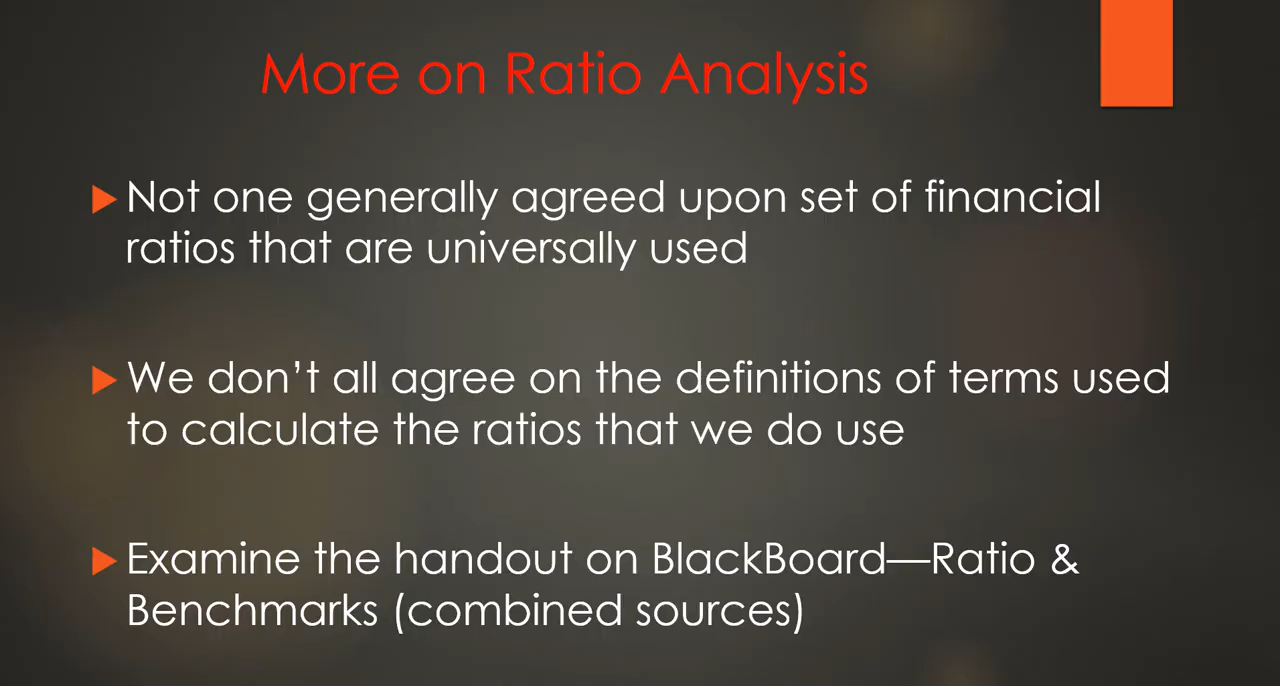 More on Ratio Analysis
Not one generally agreed upon set of financial
ratios that are universally used
We don’t all agree on the definitions of terms used
to calculate the ratios that we do use
Examine the handout on BlackBoard—Ratio &
Benchmarks (combined sources)